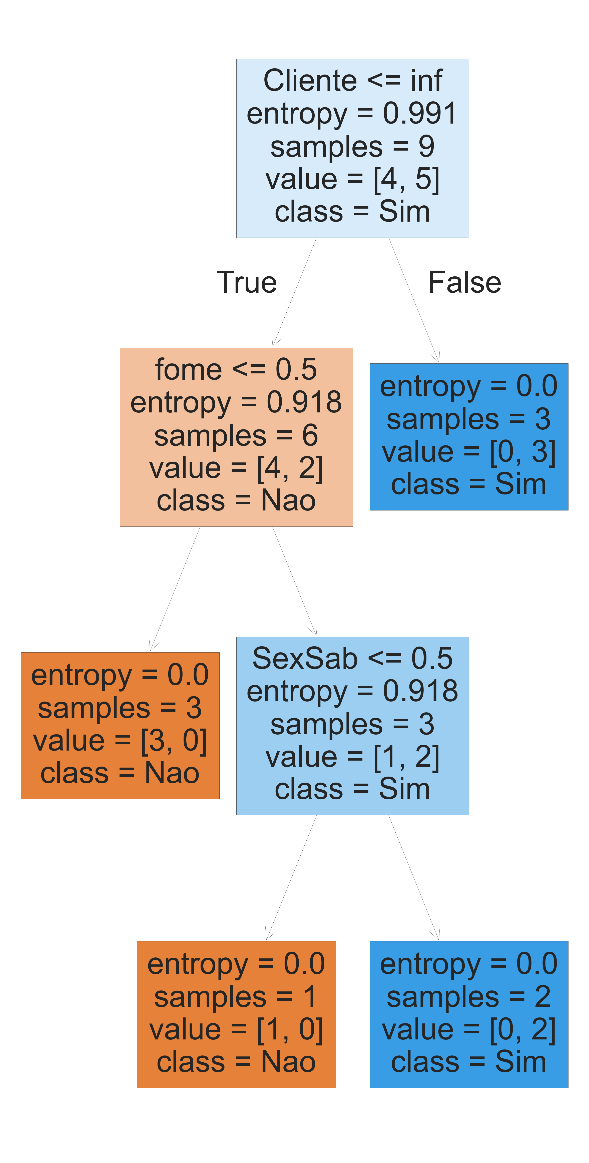 Cliente <= inf
entropy = 0.991
samples = 9
value = [4, 5]
class = Sim
True
False
fome <= 0.5
entropy = 0.918
samples = 6
value = [4, 2]
class = Nao
entropy = 0.0
samples = 3
value = [0, 3]
class = Sim
entropy = 0.0
samples = 3
value = [3, 0]
class = Nao
SexSab <= 0.5
entropy = 0.918
samples = 3
value = [1, 2]
class = Sim
entropy = 0.0
samples = 1
value = [1, 0]
class = Nao
entropy = 0.0
samples = 2
value = [0, 2]
class = Sim